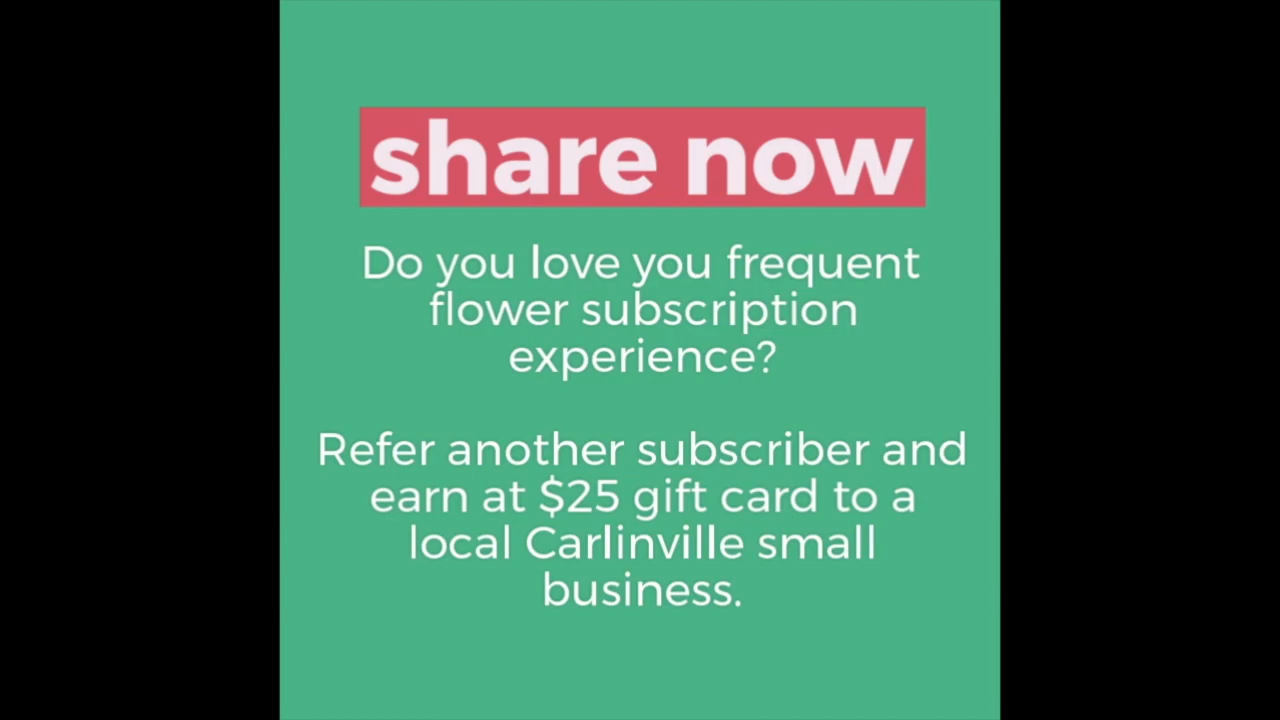 share now
Do you love you frequent
flower subscription
experience?
Refer another subscriber and
earn at $25 gift card to a
local Carlinville small
business.